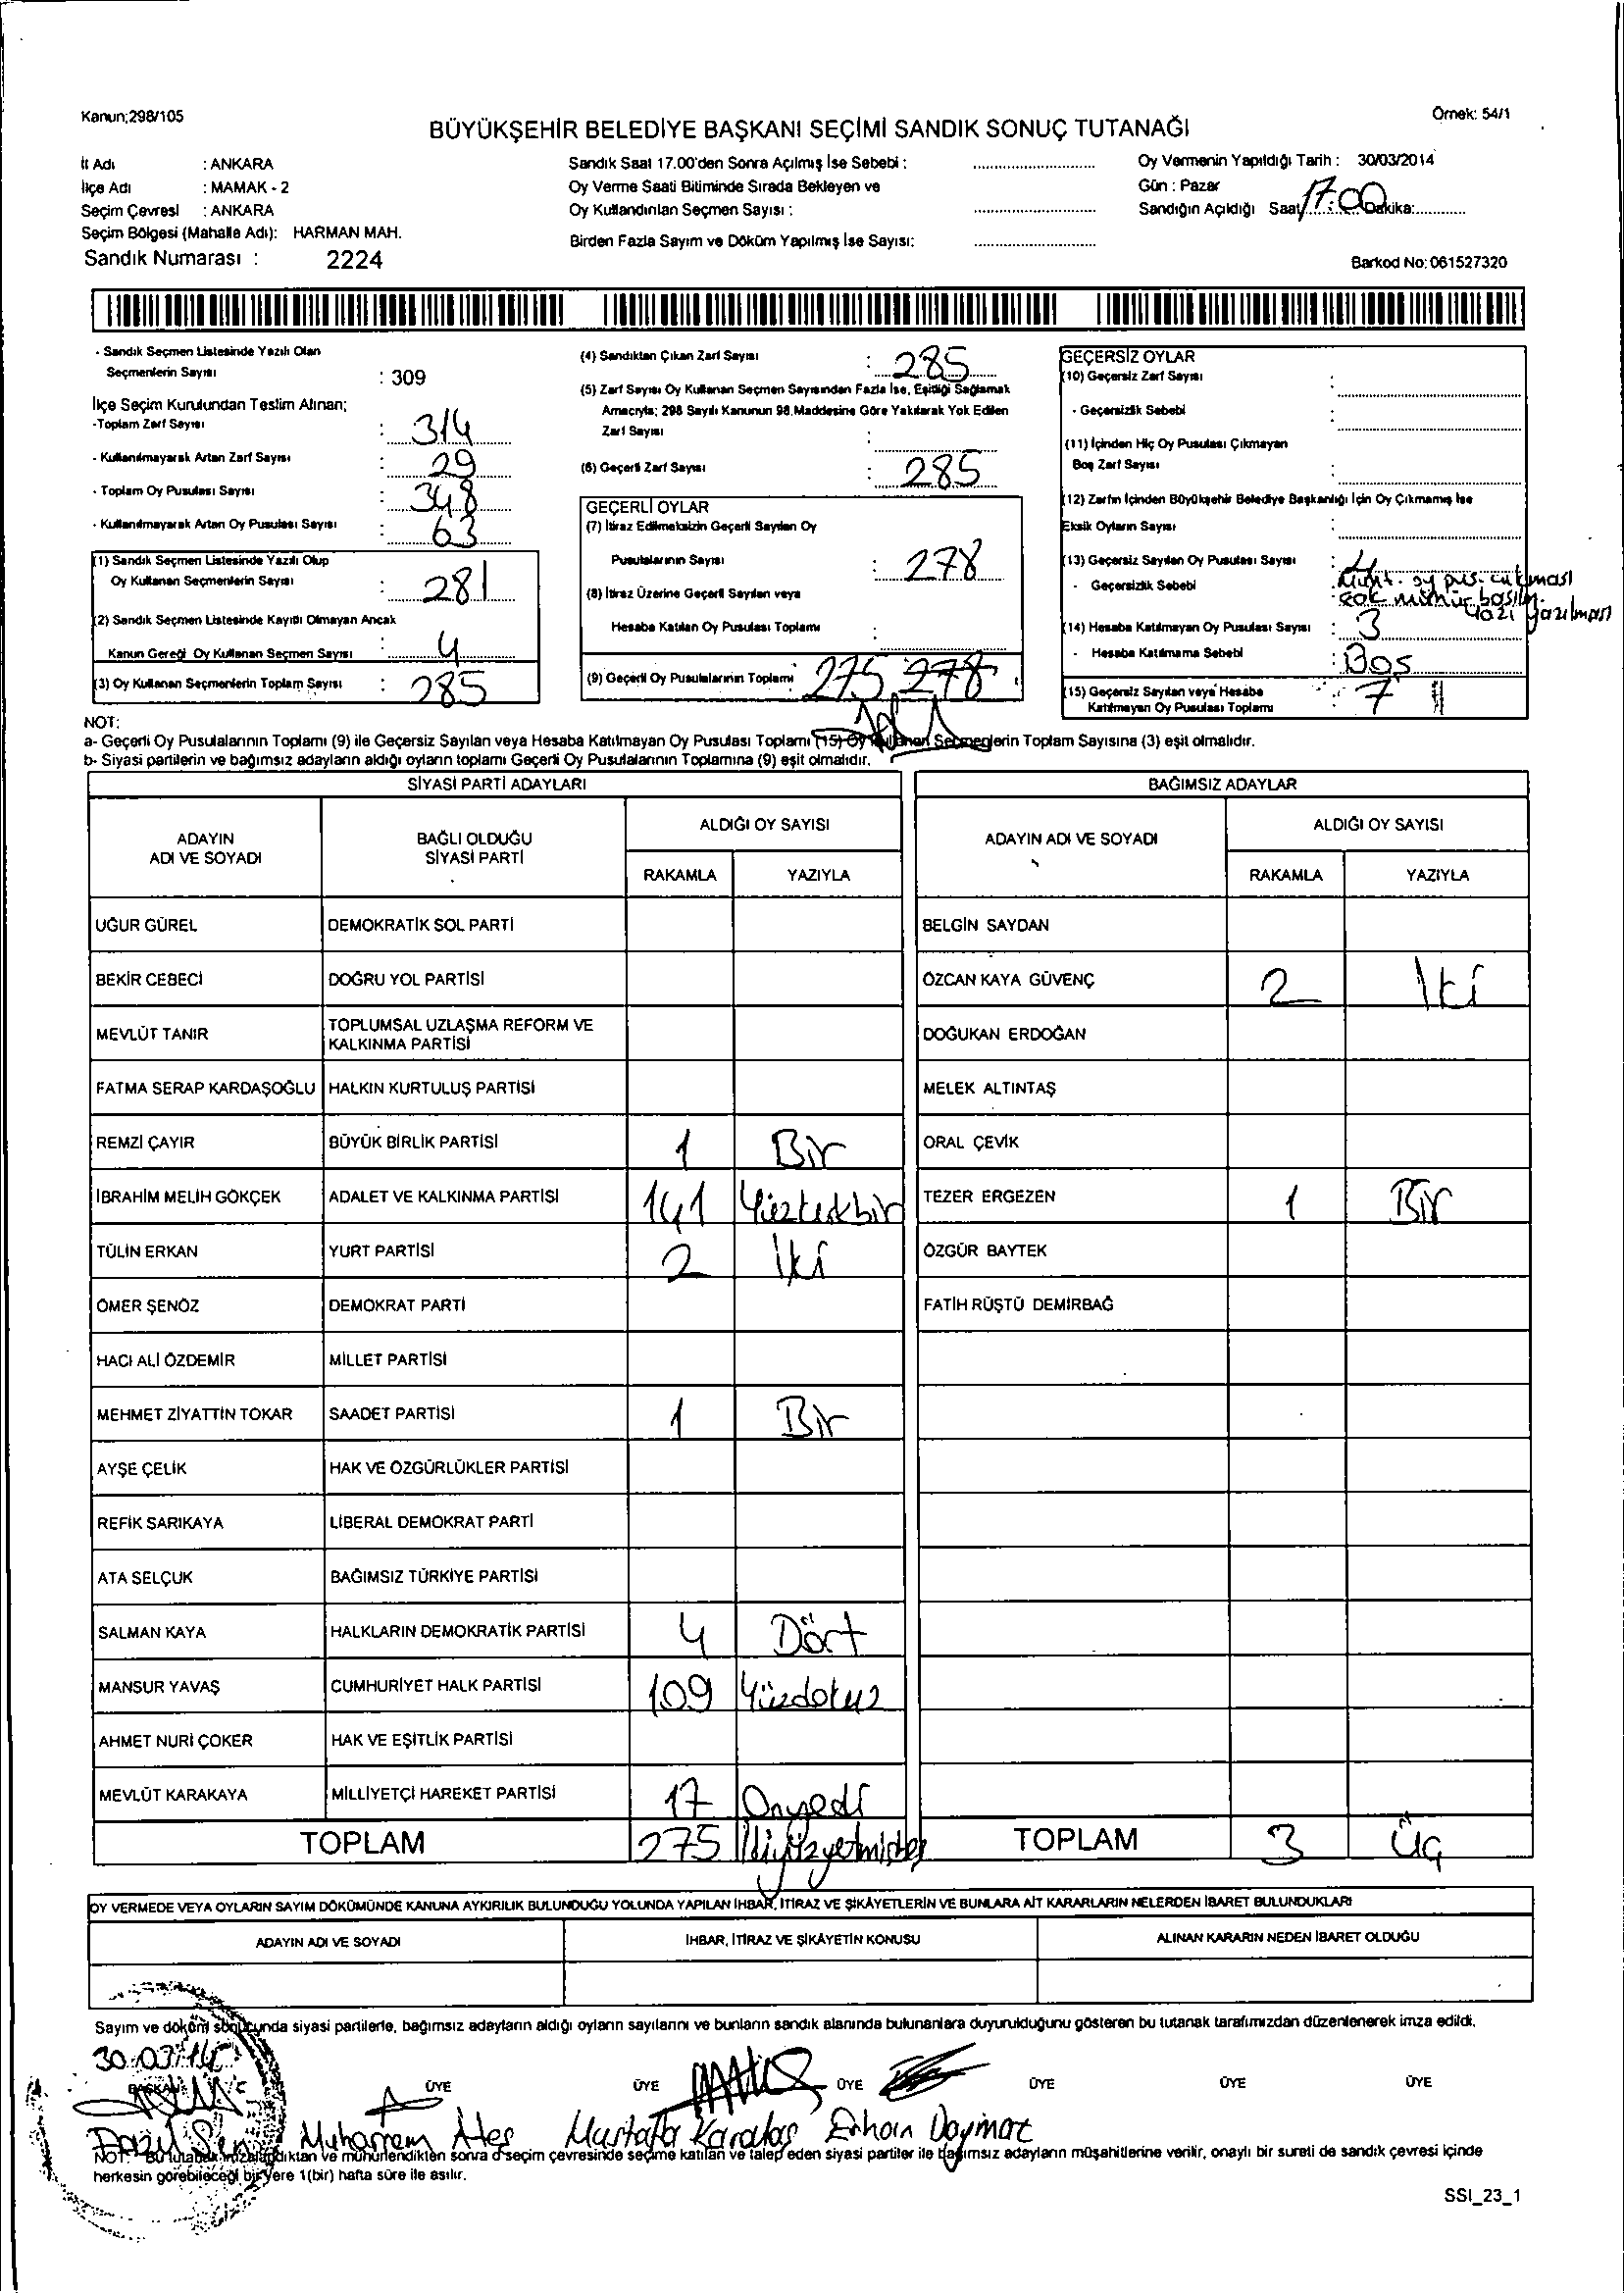 Kanun;298/105
Örnek: 54/1
BÜYÜKŞEHİR BELEDİYE BAŞKANI SEÇİMİ SANDIK SONUÇ TUTANAĞI
İl Adı : ANKARA
İlçe Adı : MAMAK - 2
Seçim Çevresi : ANKARA
Seçim Bölgesi (Mahalle Adı): HARMAN MAH.
Sandık Numarası : 2224
Sandık Saat 17.00'den Sonra Açılmış İse Sebebi :
Oy Verme Saati Bitiminde Sırada Bekleyen ve
Oy Kullandırılan Seçmen Sayısı :
Birden Fazla Sayım ve Döküm Yapılmış İse Sayısı:
Oy Vermenin Yapıldığı Tarih : 30/03/2014
Gün : Pazar
Sandığın Açıldığı Saat 17:00 Dakika:
Barkod No: 061527320
- Sandık Seçmen Listesinde Yazılı Olan
Seçmenlerin Sayısı : 309
İlçe Seçim Kurulundan Teslim Alınan;
-Toplam Zarf Sayısı : 314
- Kullanılmayarak Artan Zarf Sayısı : 29
- Toplam Oy Pusulası Sayısı : 348
- Kullanılmayarak Artan Oy Pusulası Sayısı : 63
(1) Sandık Seçmen Listesinde Yazılı Olup
Oy Kullanan Seçmenlerin Sayısı : 281
(2) Sandık Seçmen Listesinde Kayıtlı Olmayan Ancak
Kanun Gereği Oy Kullanan Seçmen Sayısı : 4
(3) Oy Kullanan Seçmenlerin Toplam Sayısı : 285
(4) Sandıktan Çıkan Zarf Sayısı : 285
(5) Zarf Sayısı Oy Kullanan Seçmen Sayısından Fazla İse, Eşitliği Sağlamak
Amacıyla; 298 Sayılı Kanunun 98.Maddesine Göre Yakılarak Yok Edilen
Zarf Sayısı :
(6) Geçerli Zarf Sayısı : 285
GEÇERLİ OYLAR
(7) İtiraz Edilmeksizin Geçerli Sayılan Oy
Pusulalarının Sayısı : 278
(8) İtiraz Üzerine Geçerli Sayılan veya
Hesaba Katılan Oy Pusulası Toplamı :
(9) Geçerli Oy Pusulalarının Toplamı : 275 278
GEÇERSİZ OYLAR
(10) Geçersiz Zarf Sayısı :
- Geçersizlik Sebebi :
(11) İçinden Hiç Oy Pusulası Çıkmayan
Boş Zarf Sayısı :
(12) Zarfın İçinden Büyükşehir Belediye Başkanlığı İçin Oy Çıkmamış İse
Eksik Oyların Sayısı :
(13) Geçersiz Sayılan Oy Pusulası Sayısı : 4
- Geçersizlik Sebebi : Muht. oy pus. çıkması
çok mühür basılm.
yazı yazılması
(14) Hesaba Katılmayan Oy Pusulası Sayısı : 3
- Hesaba Katılmama Sebebi : Boş
(15) Geçersiz Sayılan veya Hesaba
Katılmayan Oy Pusulası Toplamı : 7
NOT:
a- Geçerli Oy Pusulalarının Toplamı (9) ile Geçersiz Sayılan veya Hesaba Katılmayan Oy Pusulası Toplamı (15) Oy Kullanan Seçmenlerin Toplam Sayısına (3) eşit olmalıdır.
b- Siyasi partilerin ve bağımsız adayların aldığı oyların toplamı Geçerli Oy Pusulalarının Toplamına (9) eşit olmalıdır.
SİYASİ PARTİ ADAYLARI
ADAYIN ADI VE SOYADI
BAĞLI OLDUĞU SİYASİ PARTİ
ALDIĞI OY SAYISI
RAKAMLA YAZIYLA
UĞUR GÜREL DEMOKRATİK SOL PARTİ
BEKİR CEBECİ DOĞRU YOL PARTİSİ
MEVLÜT TANIR TOPLUMSAL UZLAŞMA REFORM VE KALKINMA PARTİSİ
FATMA SERAP KARDAŞOĞLU HALKIN KURTULUŞ PARTİSİ
REMZİ ÇAYIR BÜYÜK BİRLİK PARTİSİ 1 Bir
İBRAHİM MELİH GÖKÇEK ADALET VE KALKINMA PARTİSİ 141 Yüzkırkbir
TÜLİN ERKAN YURT PARTİSİ 2 İki
ÖMER ŞENÖZ DEMOKRAT PARTİ
HACI ALİ ÖZDEMİR MİLLET PARTİSİ
MEHMET ZİYATTİN TOKAR SAADET PARTİSİ 1 Bir
AYŞE ÇELİK HAK VE ÖZGÜRLÜKLER PARTİSİ
REFİK SARIKAYA LİBERAL DEMOKRAT PARTİ
ATA SELÇUK BAĞIMSIZ TÜRKİYE PARTİSİ
SALMAN KAYA HALKLARIN DEMOKRATİK PARTİSİ 4 Dört
MANSUR YAVAŞ CUMHURİYET HALK PARTİSİ 109 Yüzdokuz
AHMET NURİ ÇOKER HAK VE EŞİTLİK PARTİSİ
MEVLÜT KARAKAYA MİLLİYETÇİ HAREKET PARTİSİ 17 Onyedi
TOPLAM 275 İkiyüzyetmişbeş
BAĞIMSIZ ADAYLAR
ADAYIN ADI VE SOYADI
ALDIĞI OY SAYISI
RAKAMLA YAZIYLA
BELGİN SAYDAN
ÖZCAN KAYA GÜVENÇ 2 İki
DOĞUKAN ERDOĞAN
MELEK ALTINTAŞ
ORAL ÇEVİK
TEZER ERGEZEN 1 Bir
ÖZGÜR BAYTEK
FATİH RÜŞTÜ DEMİRBAĞ
TOPLAM 3 Üç
OY VERMEDE VEYA OYLARIN SAYIM DÖKÜMÜNDE KANUNA AYKIRILIK BULUNDUĞU YOLUNDA YAPILAN İHBAR, İTİRAZ VE ŞİKAYETLERİN VE BUNLARA AİT KARARLARIN NELERDEN İBARET BULUNDUKLARI
ADAYIN ADI VE SOYADI İHBAR, İTİRAZ VE ŞİKAYETİN KONUSU ALINAN KARARIN NEDEN İBARET OLDUĞU
Sayım ve döküm sonucunda siyasi partilerle, bağımsız adayların aldığı oyların sayılarını ve bunların sandık alanında bulunanlara duyurulduğunu gösteren bu tutanak tarafımızdan düzenlenerek imza edildi.
30.03.14
BAŞKAN ÜYE ÜYE ÜYE ÜYE ÜYE ÜYE
Muharrem Ateş Mustafa Karataş Erhan
NOT: Bu tutanak imzalandıktan ve mühürlendikten sonra o seçim çevresinde seçime katılan ve talep eden siyasi partiler ile bağımsız adayların müşahitlerine verilir, onaylı bir sureti de sandık çevresi içinde
herkesin görebileceği bir yere 1(bir) hafta süre ile asılır.
SSI_23_1